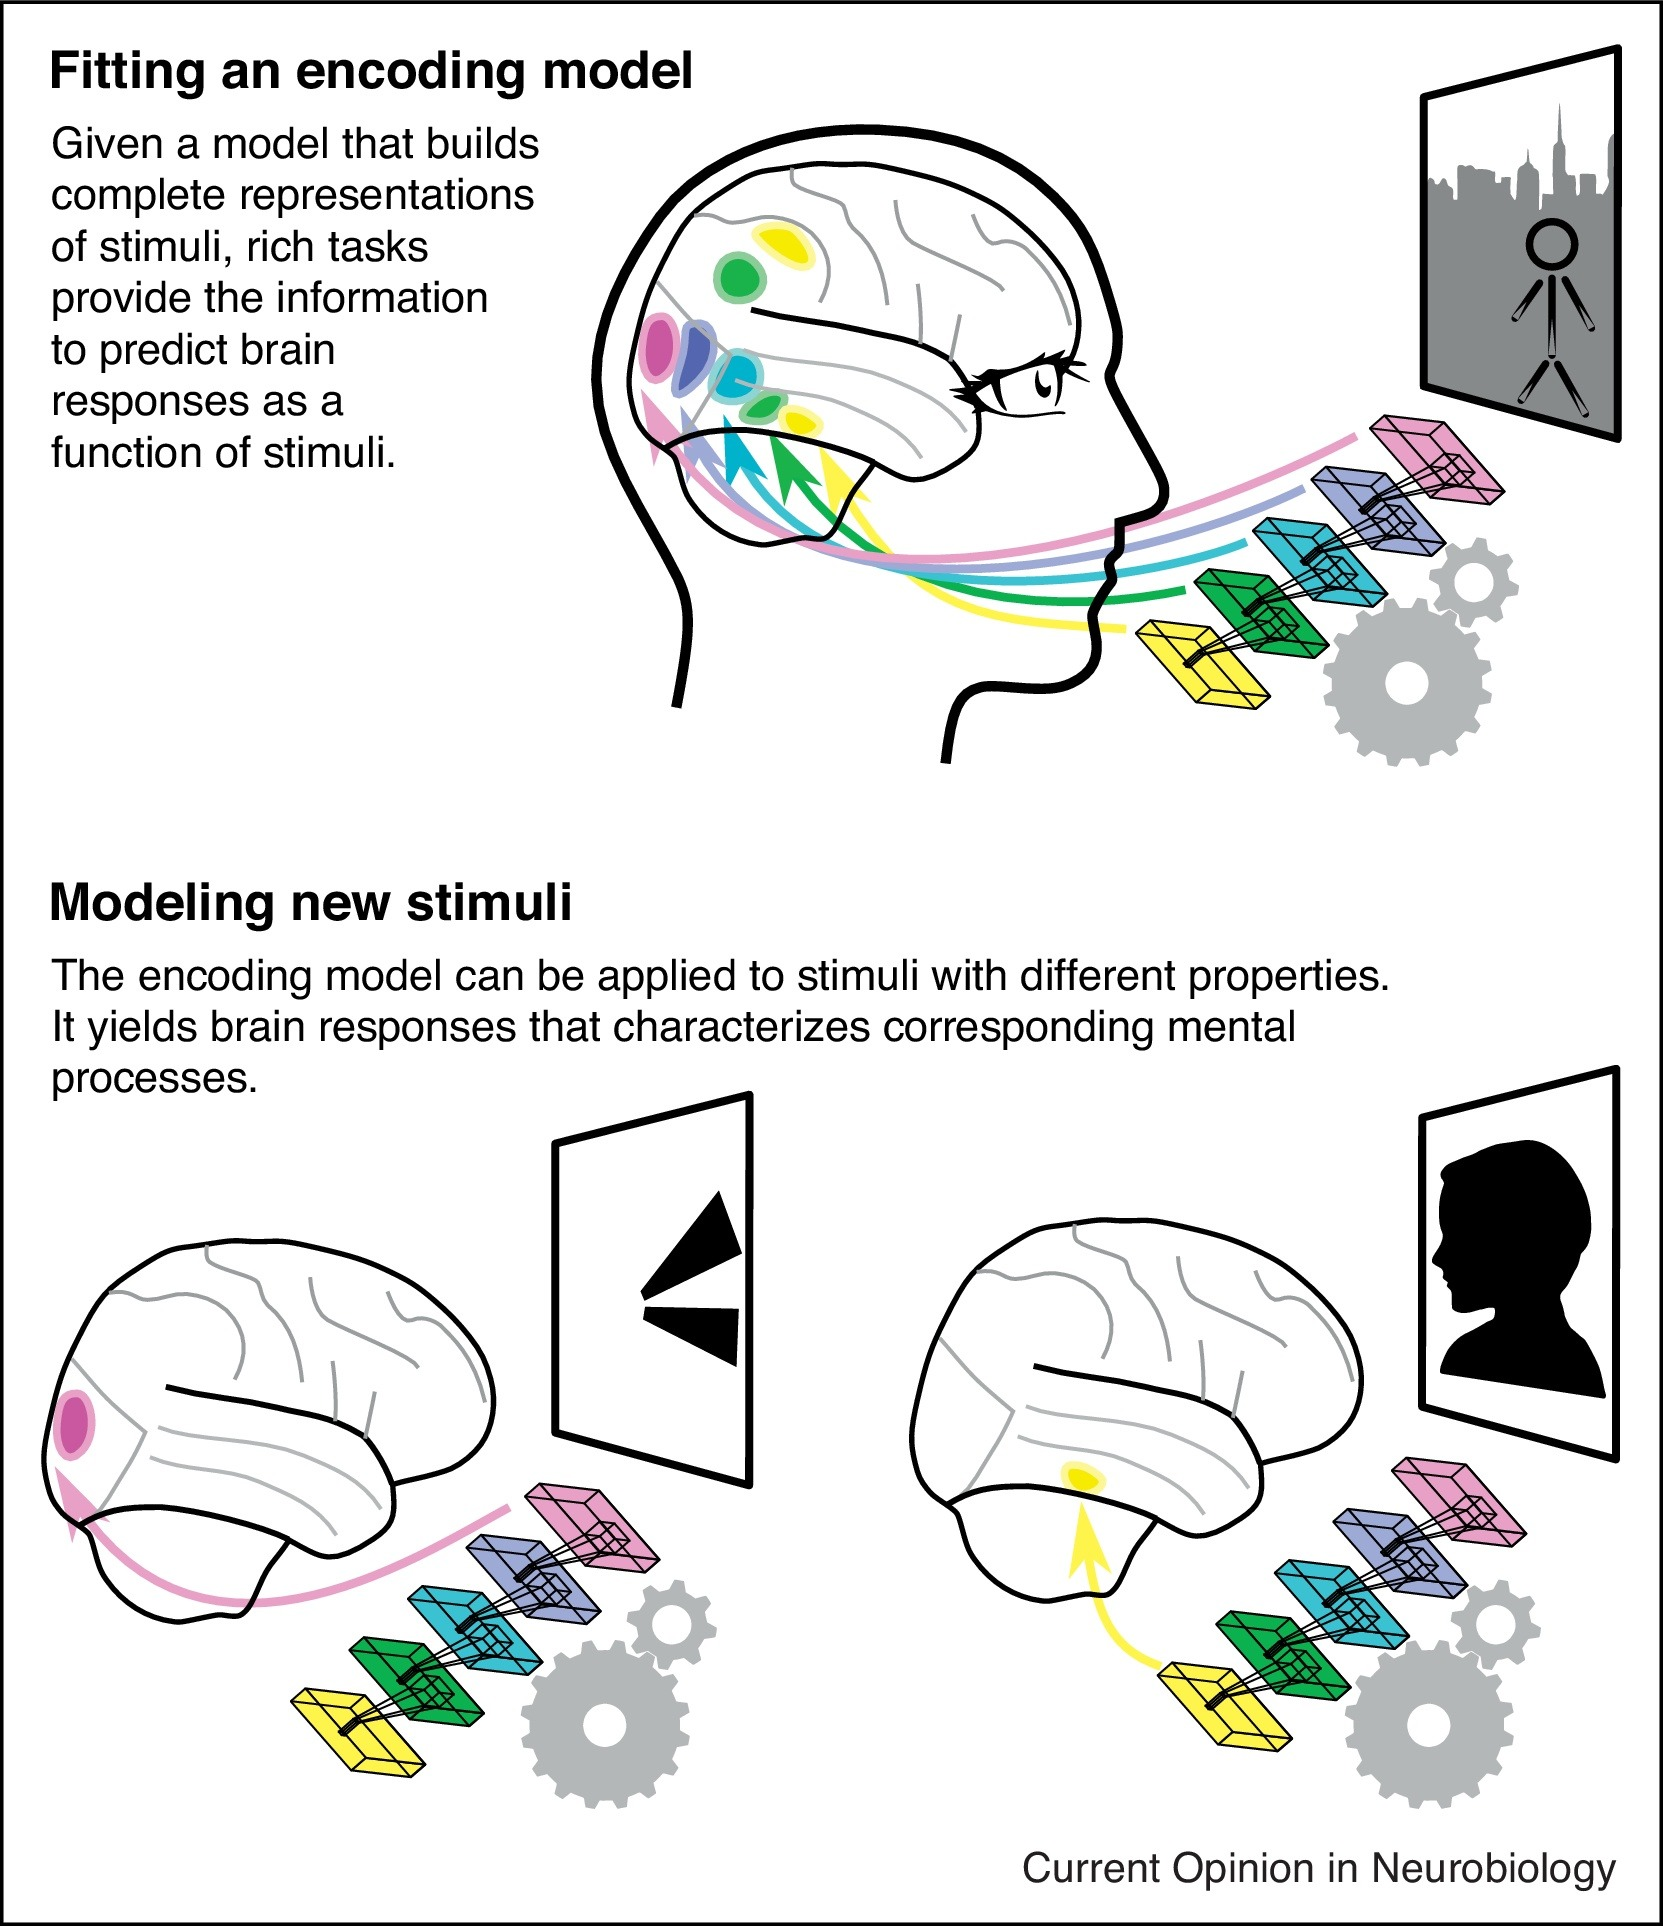 Fitting an encoding model
Given a model that builds
complete representations
of stimuli, rich tasks
provide the information
to predict brain
responses as a
function of stimuli.
Modeling new stimuli
The encoding model can be applied to stimuli with different properties.
It yields brain responses that characterizes corresponding mental
processes.
Current Opinion in Neurobiology